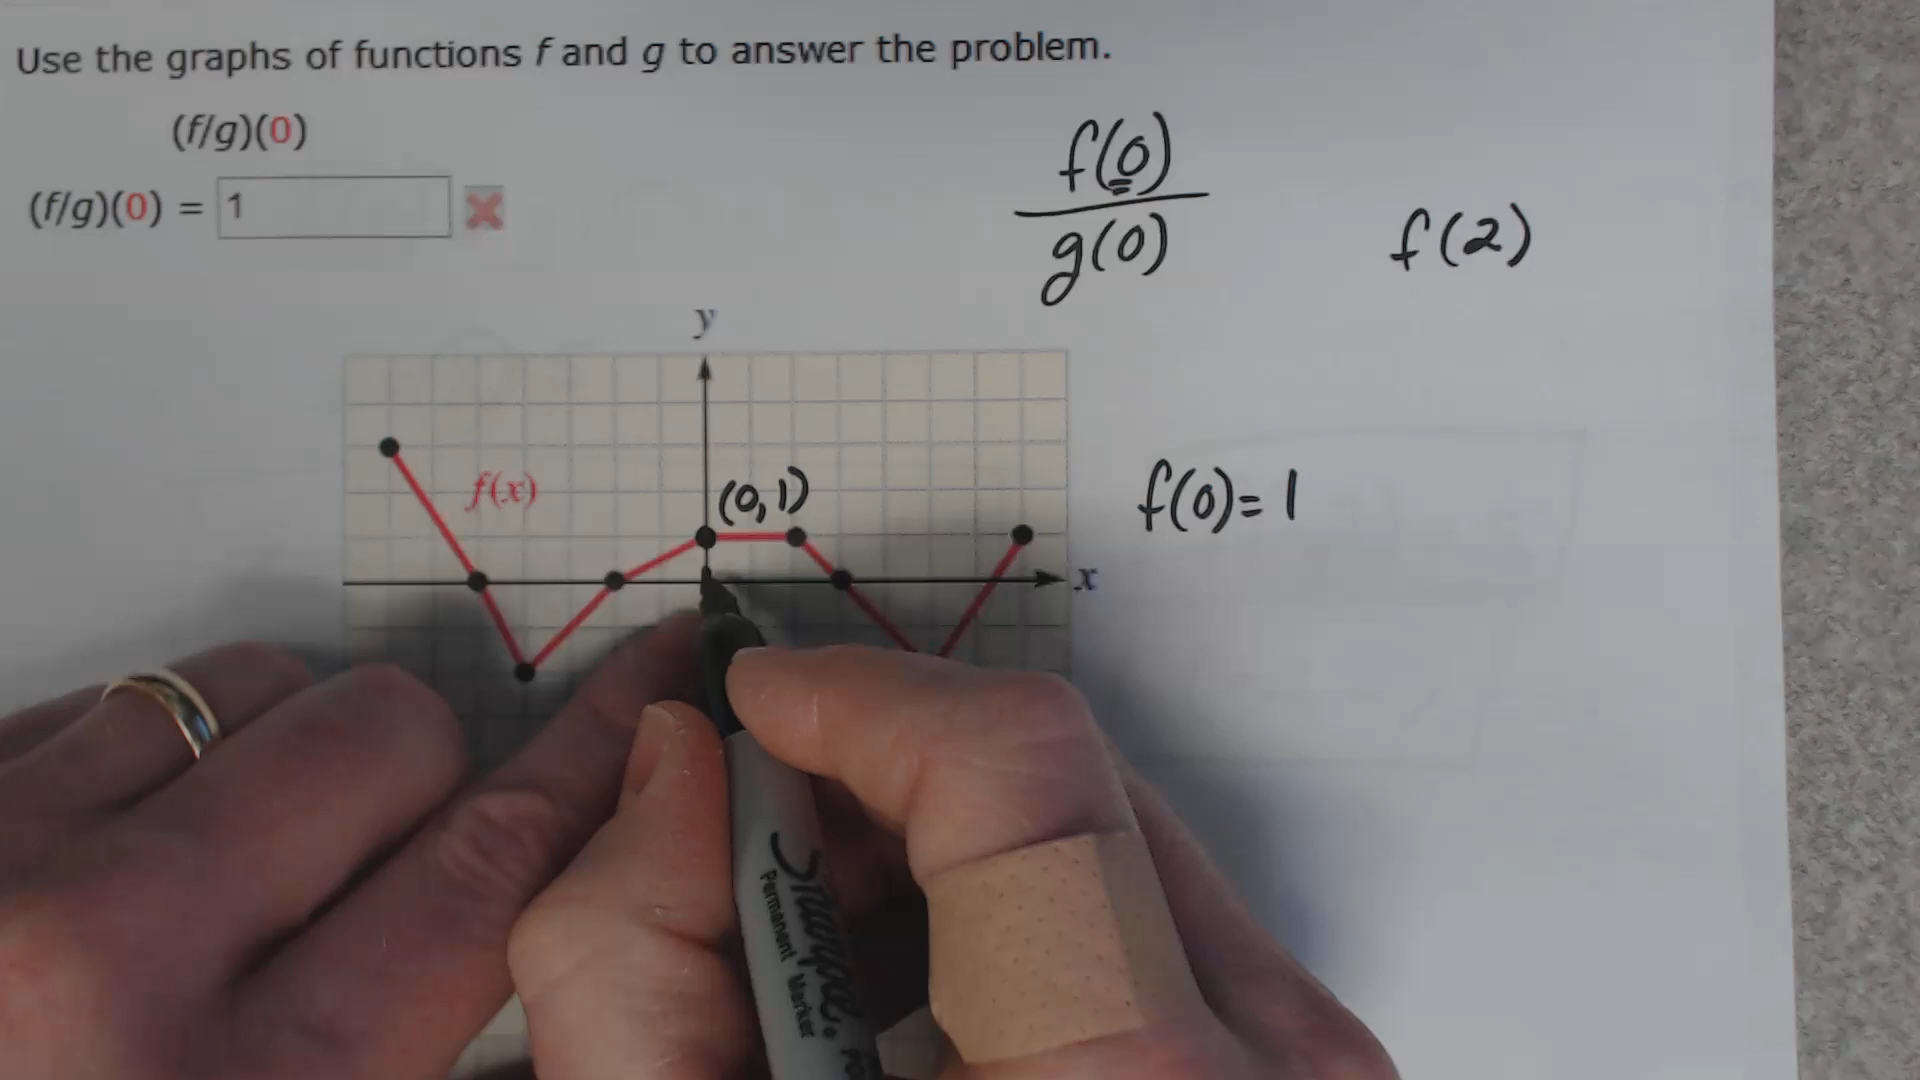 Use the graphs of functions f and g to answer the problem.
(f/g)(0)
(f/g)(0) = 1
f(0)
g(0)
f(2)
y
f(x)
(0,1)
f(0)= 1
x
Sharpie.
Permanent Marker